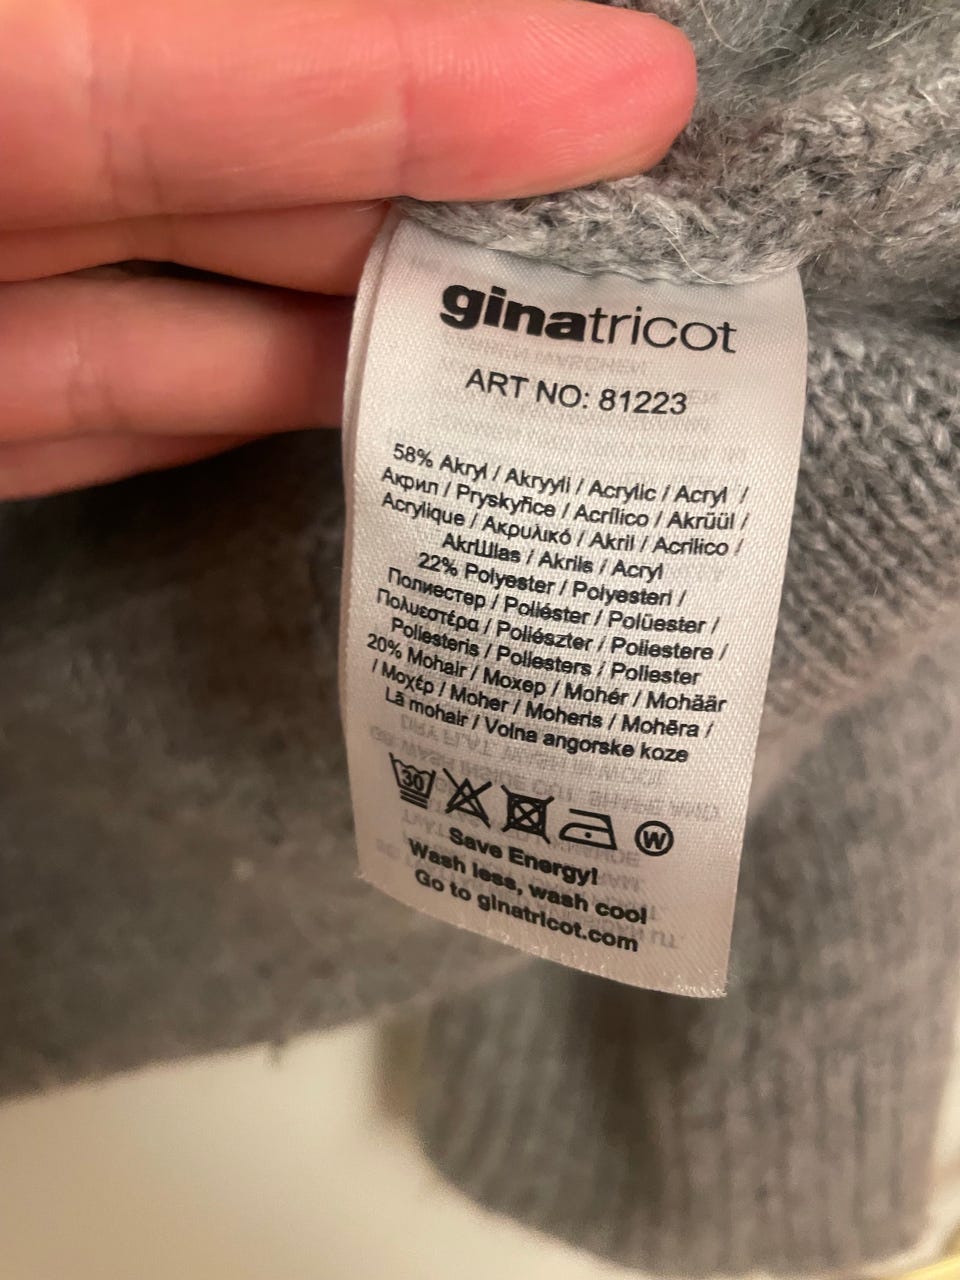 ginatricot
ART NO: 81223
58% Akryl / Akryyli / Acrylic / Acryl /
Акрил / Pryskyřice / Acrílico / Akrüül /
Acrylique / Ακρυλικό / Akril / Acrilico /
AkrШlas / Akrils / Acryl
22% Polyester / Polyesteri /
Полиестер / Poliéster / Polüester /
Πολυεστέρα / Poliészter / Poliestere /
Poliesteris / Poliesters / Poliester
20% Mohair / Мохер / Mohér / Mohäär
/ Μοχέρ / Moher / Moheris / Mohēra /
Lã mohair / Volna angorske koze
30 W
Save Energy!
Wash less, wash cool
Go to ginatricot.com